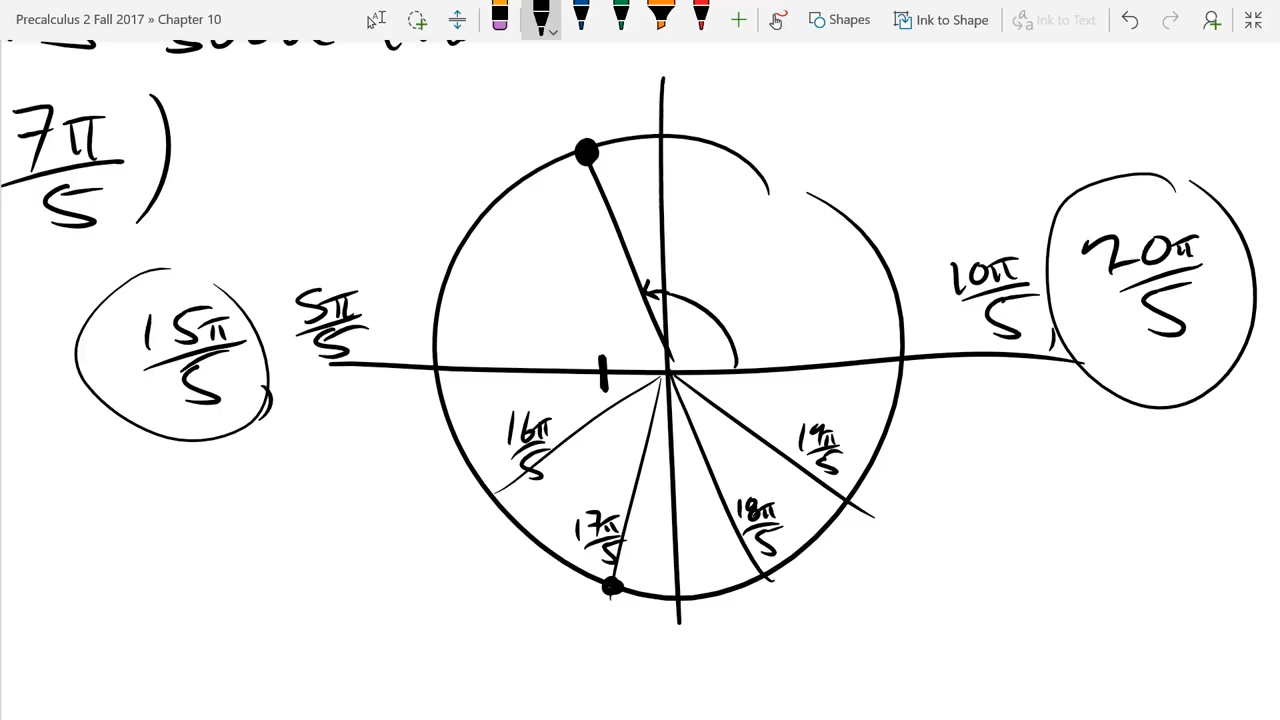 Precalculus 2 Fall 2017 » Chapter 10
Shapes
Ink to Shape
Ink to Text
7π/5)
15π/5,
5π/5
10π/5,
20π/5
16π/5
17π/5
18π/5
19π/5